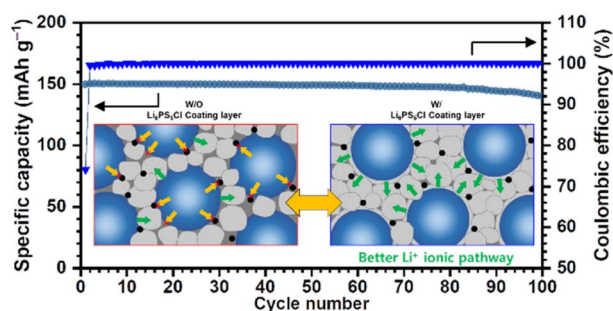 Specific capacity (mAh g⁻¹)
200
150
100
50
0
W/O
Li₆PS₅Cl Coating layer
W/
Li₆PS₅Cl Coating layer
Better Li⁺ ionic pathway
0 10 20 30 40 50 60 70 80 90 100
Cycle number
110
100
90
80
70
60
50
Coulombic efficiency (%)